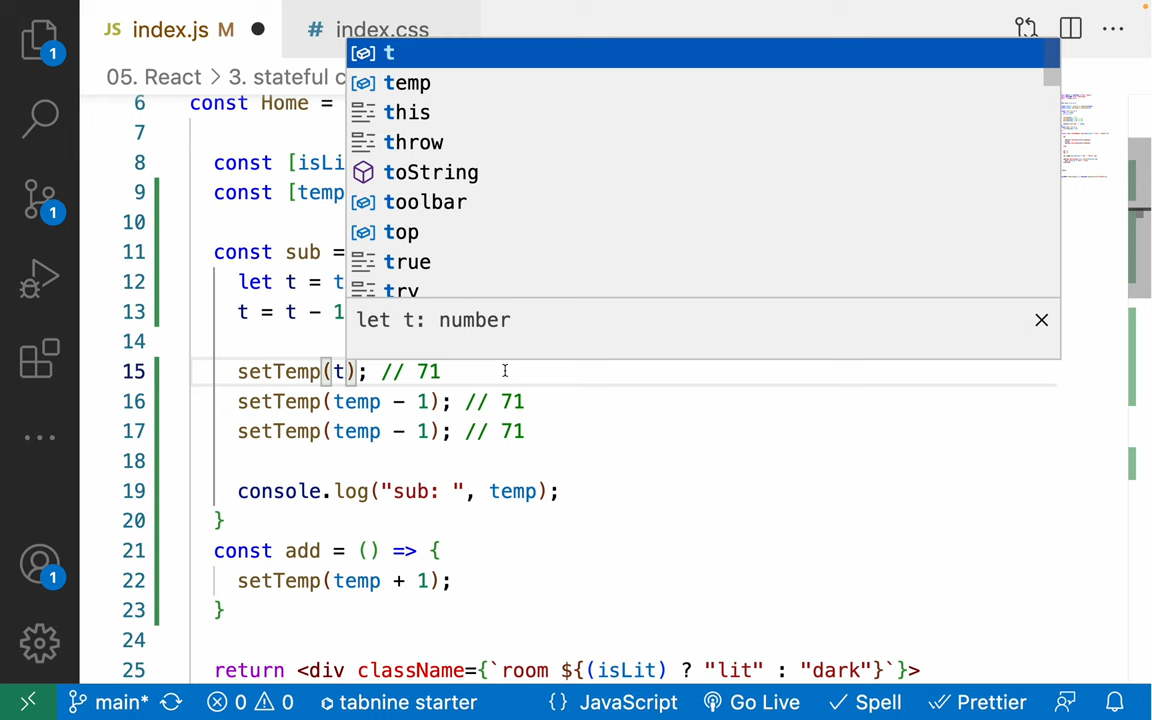 JS index.js M
# index.css
05. React > 3. stateful c
t
temp
this
throw
toString
toolbar
top
true
try
let t: number
6 const Home =
7
8 const [isLi
9 const [temp
10
11 const sub =
12 let t = t
13 t = t - 1
14
15 setTemp(t); // 71
16 setTemp(temp - 1); // 71
17 setTemp(temp - 1); // 71
18
19 console.log("sub: ", temp);
20 }
21 const add = () => {
22 setTemp(temp + 1);
23 }
24
25 return <div className={`room ${(isLit) ? "lit" : "dark"}`}>
1
1
1
main* 0 0 tabnine starter {} JavaScript Go Live Spell Prettier